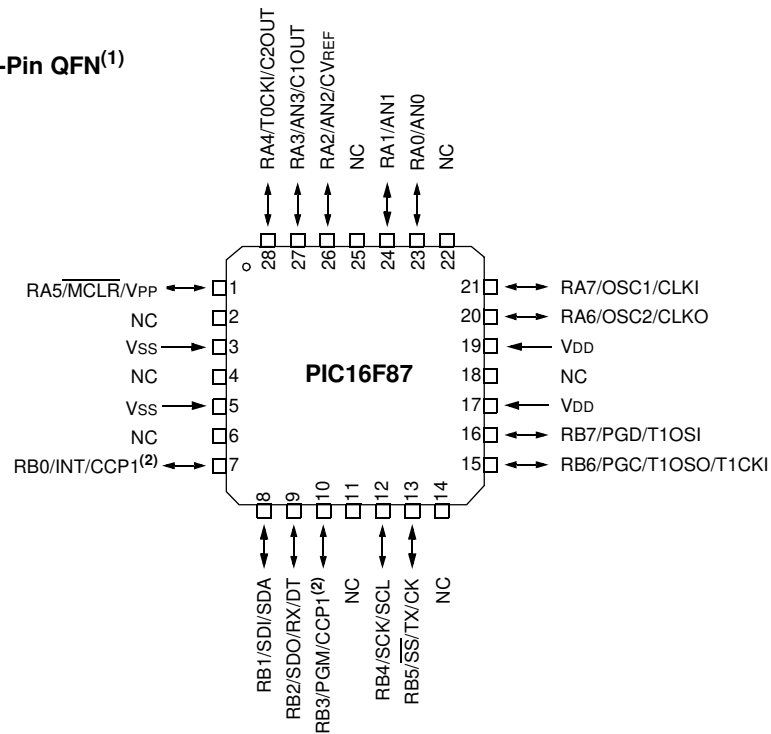 -Pin QFN(1)
RA4/T0CKI/C2OUT
RA3/AN3/C1OUT
RA2/AN2/CVREF
NC
RA1/AN1
RA0/AN0
NC
28
27
26
25
24
23
22
RA5/MCLR/VPP
1
NC
2
VSS
3
NC
4
VSS
5
NC
6
RB0/INT/CCP1(2)
7
PIC16F87
21
RA7/OSC1/CLKI
20
RA6/OSC2/CLKO
19
VDD
18
NC
17
VDD
16
RB7/PGD/T1OSI
15
RB6/PGC/T1OSO/T1CKI
8
9
10
11
12
13
14
RB1/SDI/SDA
RB2/SDO/RX/DT
RB3/PGM/CCP1(2)
NC
RB4/SCK/SCL
RB5/SS/TX/CK
NC